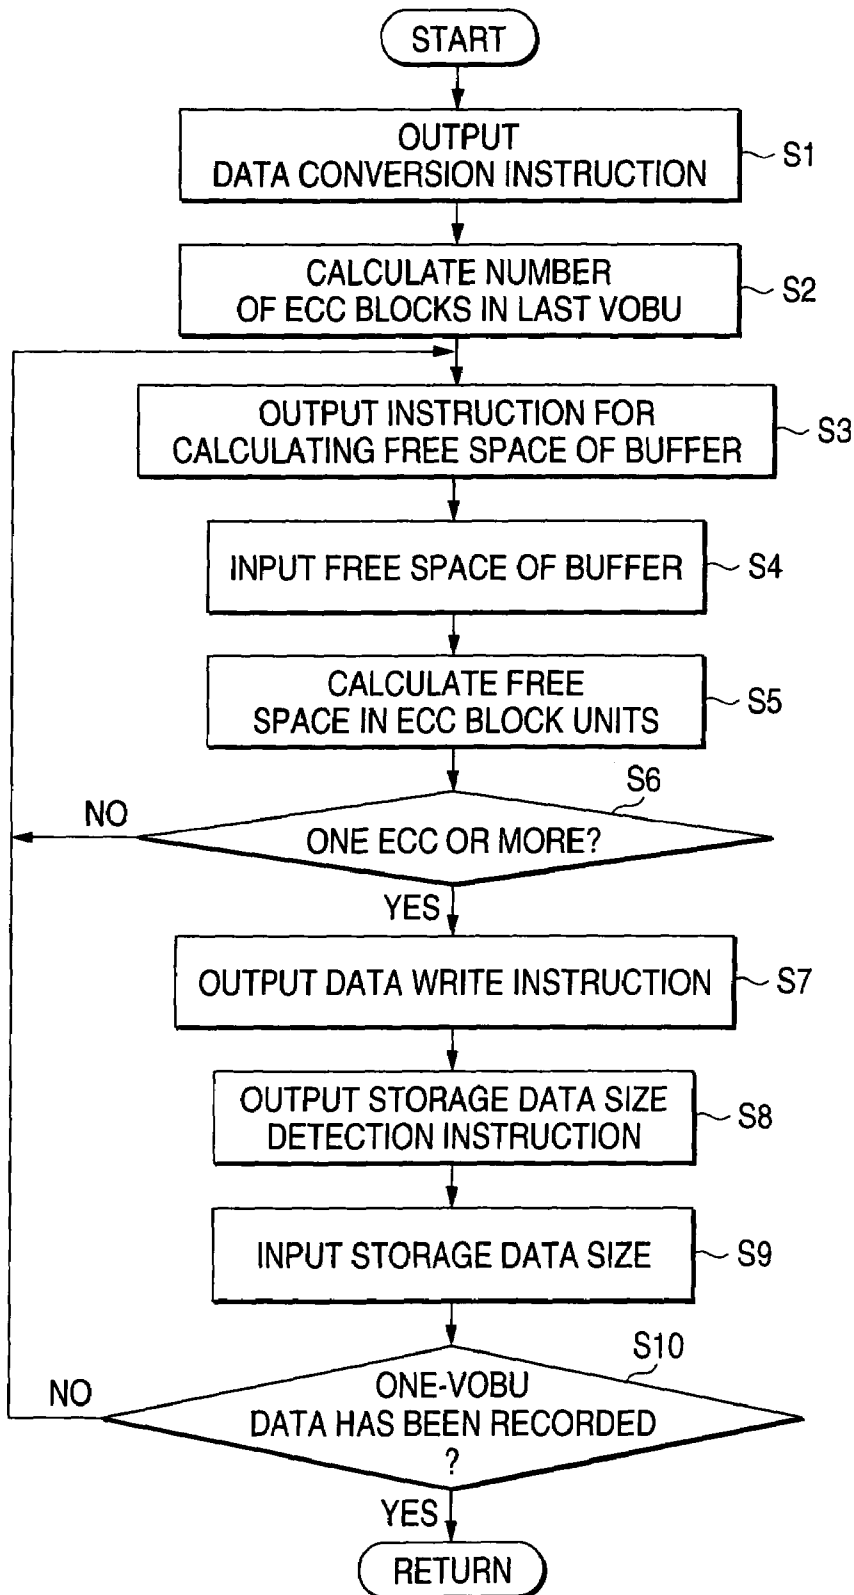 START
OUTPUT
DATA CONVERSION INSTRUCTION
S1
CALCULATE NUMBER
OF ECC BLOCKS IN LAST VOBU
S2
OUTPUT INSTRUCTION FOR
CALCULATING FREE SPACE OF BUFFER
S3
INPUT FREE SPACE OF BUFFER
S4
CALCULATE FREE
SPACE IN ECC BLOCK UNITS
S5
S6
NO
ONE ECC OR MORE?
YES
OUTPUT DATA WRITE INSTRUCTION
S7
OUTPUT STORAGE DATA SIZE
DETECTION INSTRUCTION
S8
INPUT STORAGE DATA SIZE
S9
S10
NO
ONE-VOBU
DATA HAS BEEN RECORDED
?
YES
RETURN